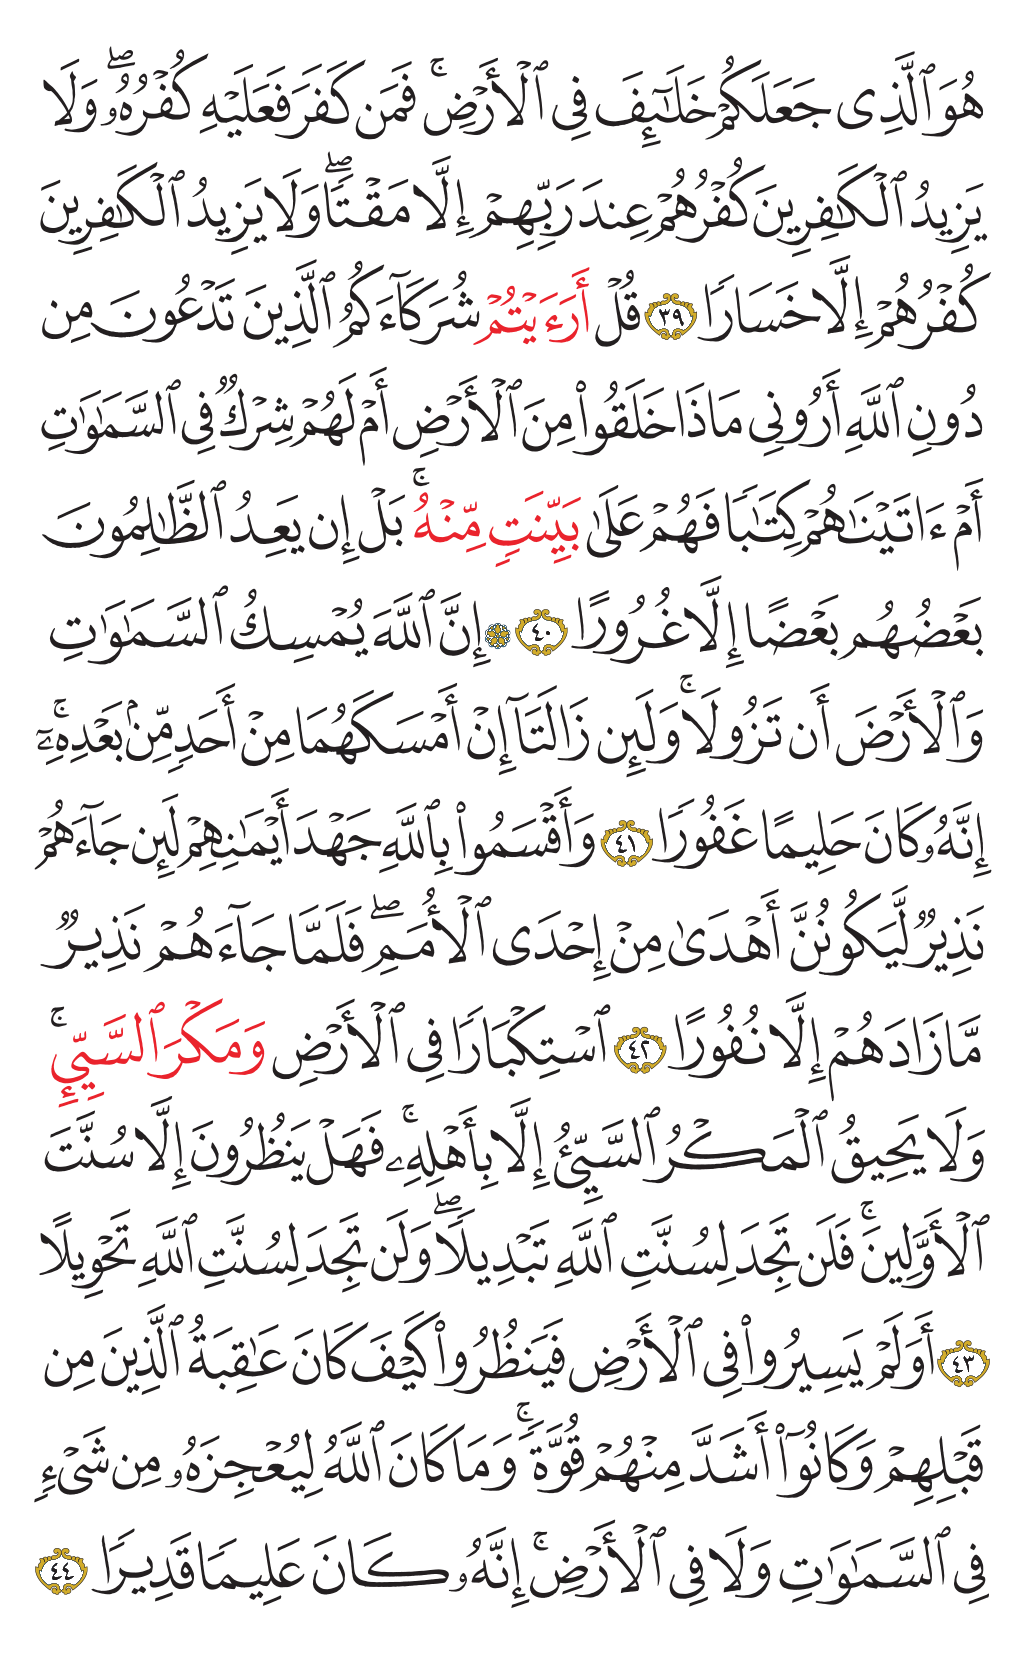 هُوَ ٱلَّذِى جَعَلَكُمْ خَلَـٰٓئِفَ فِى ٱلْأَرْضِ ۚ فَمَن كَفَرَ فَعَلَيْهِ كُفْرُهُۥ ۖ وَلَا
يَزِيدُ ٱلْكَـٰفِرِينَ كُفْرُهُمْ عِندَ رَبِّهِمْ إِلَّا مَقْتًا ۖ وَلَا يَزِيدُ ٱلْكَـٰفِرِينَ
كُفْرُهُمْ إِلَّا خَسَارًا ٣٩ قُلْ أَرَءَيْتُمْ شُرَكَآءَكُمُ ٱلَّذِينَ تَدْعُونَ مِن
دُونِ ٱللَّهِ أَرُونِى مَاذَا خَلَقُوا۟ مِنَ ٱلْأَرْضِ أَمْ لَهُمْ شِرْكٌ فِى ٱلسَّمَـٰوَٰتِ
أَمْ ءَاتَيْنَـٰهُمْ كِتَـٰبًا فَهُمْ عَلَىٰ بَيِّنَتٍ مِّنْهُ ۚ بَلْ إِن يَعِدُ ٱلظَّـٰلِمُونَ
بَعْضُهُم بَعْضًا إِلَّا غُرُورًا ٤٠ ۞ إِنَّ ٱللَّهَ يُمْسِكُ ٱلسَّمَـٰوَٰتِ
وَٱلْأَرْضَ أَن تَزُولَا ۚ وَلَئِن زَالَتَآ إِنْ أَمْسَكَهُمَا مِنْ أَحَدٍ مِّنۢ بَعْدِهِۦٓ ۚ
إِنَّهُۥ كَانَ حَلِيمًا غَفُورًا ٤١ وَأَقْسَمُوا۟ بِٱللَّهِ جَهْدَ أَيْمَـٰنِهِمْ لَئِن جَآءَهُمْ
نَذِيرٌ لَّيَكُونُنَّ أَهْدَىٰ مِنْ إِحْدَى ٱلْأُمَمِ ۖ فَلَمَّا جَآءَهُمْ نَذِيرٌ
مَّا زَادَهُمْ إِلَّا نُفُورًا ٤٢ ٱسْتِكْبَارًا فِى ٱلْأَرْضِ وَمَكْرَ ٱلسَّيِّئِ ۚ
وَلَا يَحِيقُ ٱلْمَكْرُ ٱلسَّيِّئُ إِلَّا بِأَهْلِهِۦ ۚ فَهَلْ يَنظُرُونَ إِلَّا سُنَّتَ
ٱلْأَوَّلِينَ ۚ فَلَن تَجِدَ لِسُنَّتِ ٱللَّهِ تَبْدِيلًا ۖ وَلَن تَجِدَ لِسُنَّتِ ٱللَّهِ تَحْوِيلًا
٤٣ أَوَلَمْ يَسِيرُوا۟ فِى ٱلْأَرْضِ فَيَنظُرُوا۟ كَيْفَ كَانَ عَـٰقِبَةُ ٱلَّذِينَ مِن
قَبْلِهِمْ وَكَانُوٓا۟ أَشَدَّ مِنْهُمْ قُوَّةً ۚ وَمَا كَانَ ٱللَّهُ لِيُعْجِزَهُۥ مِن شَىْءٍ
فِى ٱلسَّمَـٰوَٰتِ وَلَا فِى ٱلْأَرْضِ ۚ إِنَّهُۥ كَانَ عَلِيمًا قَدِيرًا ٤٤